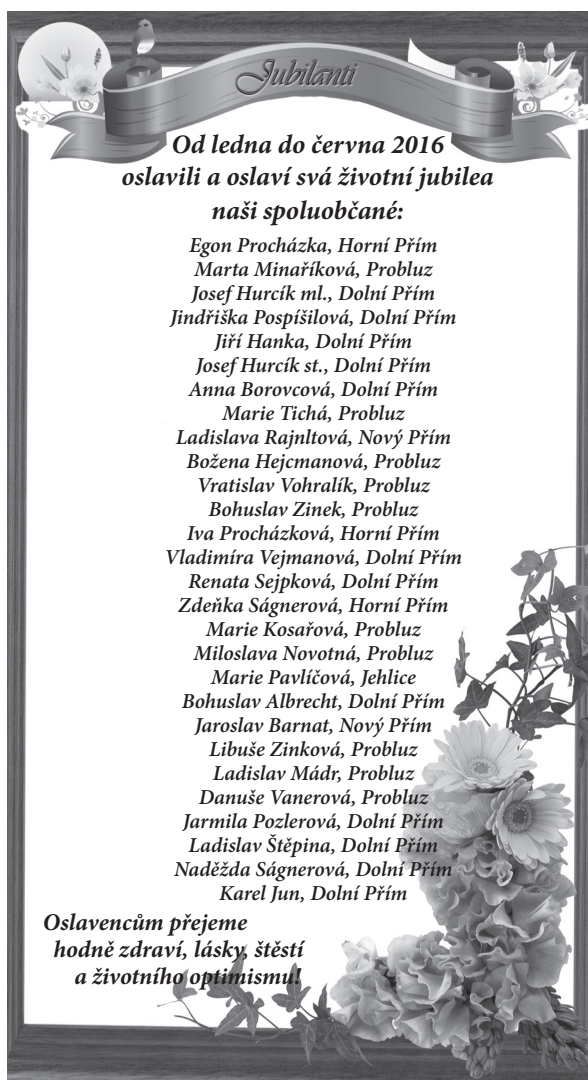 Jubilanti
Od ledna do června 2016
oslavili a oslaví svá životní jubilea
naši spoluobčané:
Egon Procházka, Horní Přím
Marta Minaříková, Probluz
Josef Hurcík ml., Dolní Přím
Jindřiška Pospíšilová, Dolní Přím
Jiří Hanka, Dolní Přím
Josef Hurcík st., Dolní Přím
Anna Borovcová, Dolní Přím
Marie Tichá, Probluz
Ladislava Rajnltová, Nový Přím
Božena Hejcmanová, Probluz
Vratislav Vohralík, Probluz
Bohuslav Zinek, Probluz
Iva Procházková, Horní Přím
Vladimíra Vejmanová, Dolní Přím
Renata Sejpková, Dolní Přím
Zdeňka Ságnerová, Horní Přím
Marie Kosařová, Probluz
Miloslava Novotná, Probluz
Marie Pavlíčová, Jehlice
Bohuslav Albrecht, Dolní Přím
Jaroslav Barnat, Nový Přím
Libuše Zinková, Probluz
Ladislav Mádr, Probluz
Danuše Vanerová, Probluz
Jarmila Pozlerová, Dolní Přím
Ladislav Štěpina, Dolní Přím
Naděžda Ságnerová, Dolní Přím
Karel Jun, Dolní Přím
Oslavencům přejeme
hodně zdraví, lásky, štěstí
a životního optimismu!